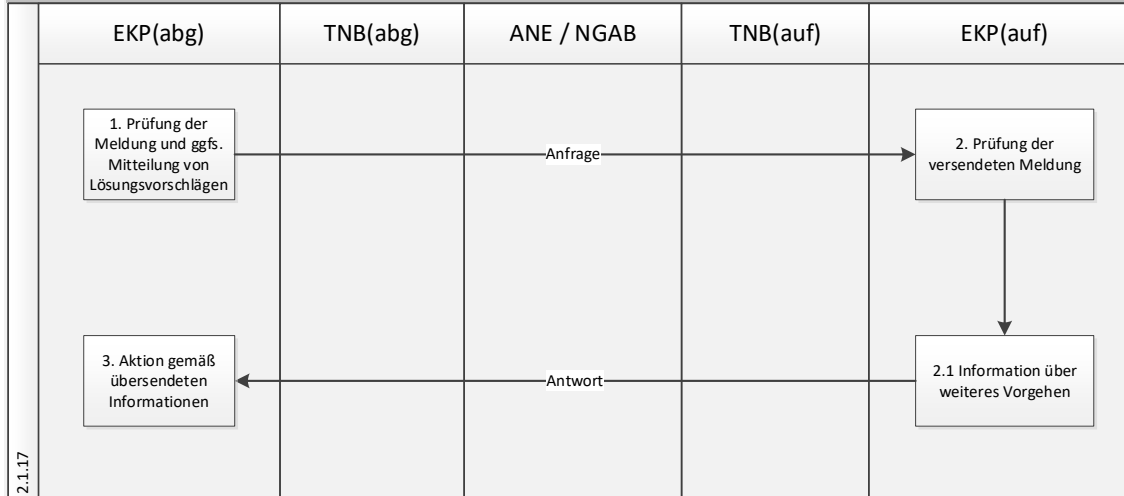 EKP(abg)
TNB(abg)
ANE / NGAB
TNB(auf)
EKP(auf)
1. Prüfung der
Meldung und ggfs.
Mitteilung von
Lösungsvorschlägen
Anfrage
2. Prüfung der
versendeten Meldung
3. Aktion gemäß
übersendeten
Informationen
Antwort
2.1 Information über
weiteres Vorgehen
2.1.17